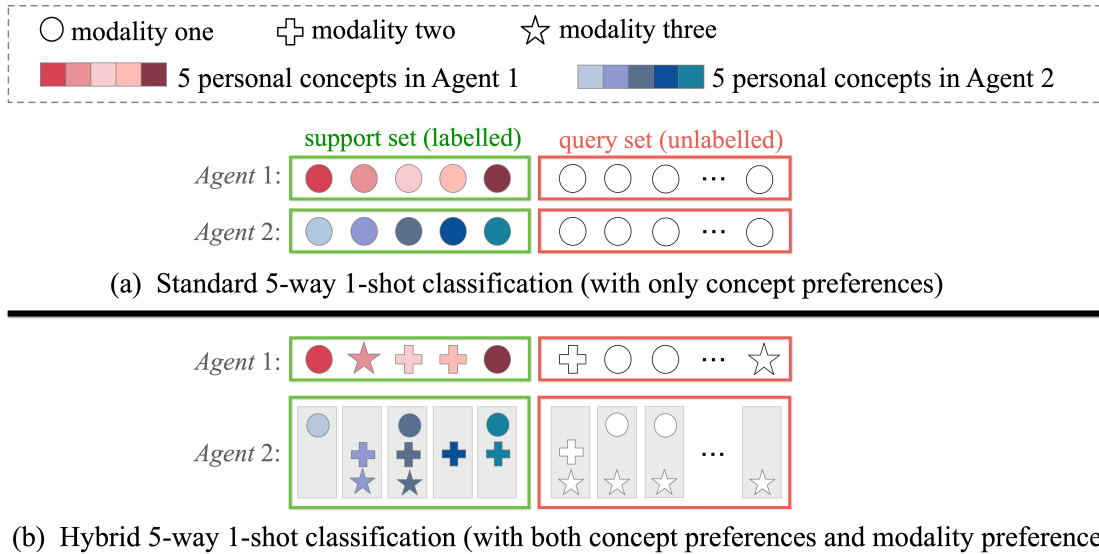 modality one modality two modality three
5 personal concepts in Agent 1 5 personal concepts in Agent 2
support set (labelled) query set (unlabelled)
Agent 1: ...
Agent 2: ...
(a) Standard 5-way 1-shot classification (with only concept preferences)
Agent 1: ...
Agent 2: ...
(b) Hybrid 5-way 1-shot classification (with both concept preferences and modality preference